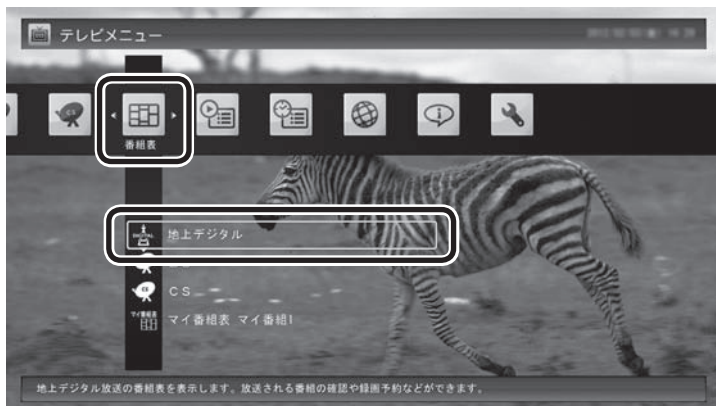 テレビメニュー
CS
番組表
DIGITAL
地上デジタル
CS
CS
マイ番組表
マイ番組表 マイ番組1
地上デジタル放送の番組表を表示します。放送される番組の確認や録画予約などができます。